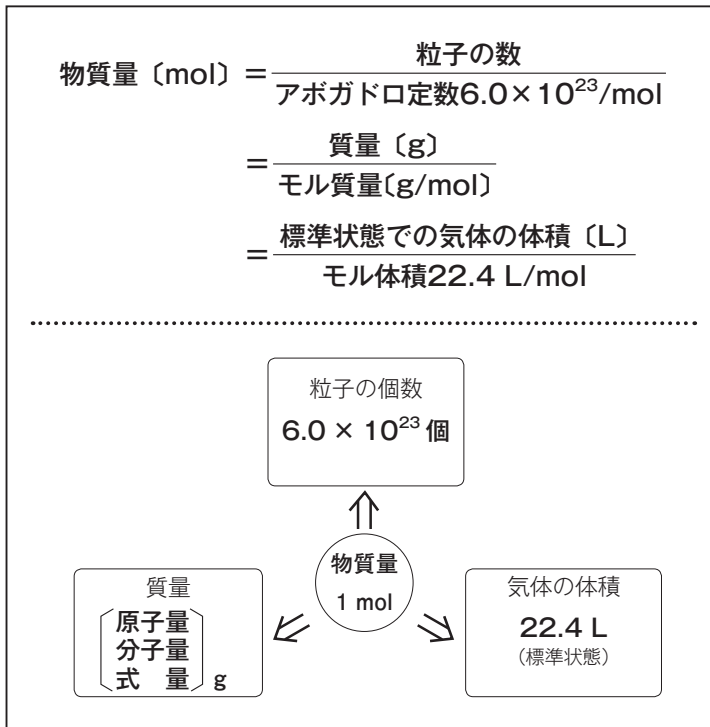 物質量〔mol〕＝粒子の数/アボガドロ定数6.0×10²³/mol
＝質量〔g〕/モル質量〔g/mol〕
＝標準状態での気体の体積〔L〕/モル体積22.4 L/mol
粒子の個数
6.0 × 10²³ 個
物質量
1 mol
質量
原子量
分子量
式　量 g
気体の体積
22.4 L
(標準状態)